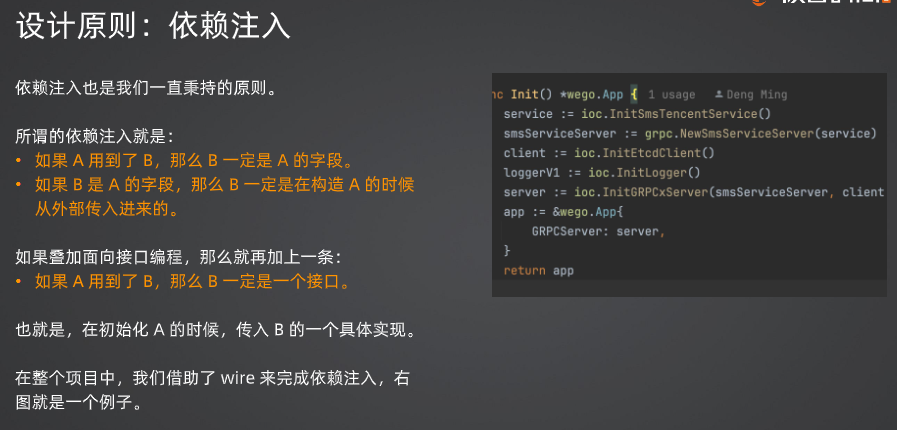 设计原则：依赖注入
依赖注入也是我们一直秉持的原则。
所谓的依赖注入就是：
• 如果 A 用到了 B，那么 B 一定是 A 的字段。
• 如果 B 是 A 的字段，那么 B 一定是在构造 A 的时候
从外部传入进来的。
如果叠加面向接口编程，那么就再加上一条：
• 如果 A 用到了 B，那么 B 一定是一个接口。
也就是，在初始化 A 的时候，传入 B 的一个具体实现。
在整个项目中，我们借助了 wire 来完成依赖注入，右
图就是一个例子。
nc Init() *wego.App { 1 usage Deng Ming
service := ioc.InitSmsTencentService()
smsServiceServer := grpc.NewSmsServiceServer(service)
client := ioc.InitEtcdClient()
loggerV1 := ioc.InitLogger()
server := ioc.InitGRPCxServer(smsServiceServer, client
app := &wego.App{
GRPCServer: server,
}
return app